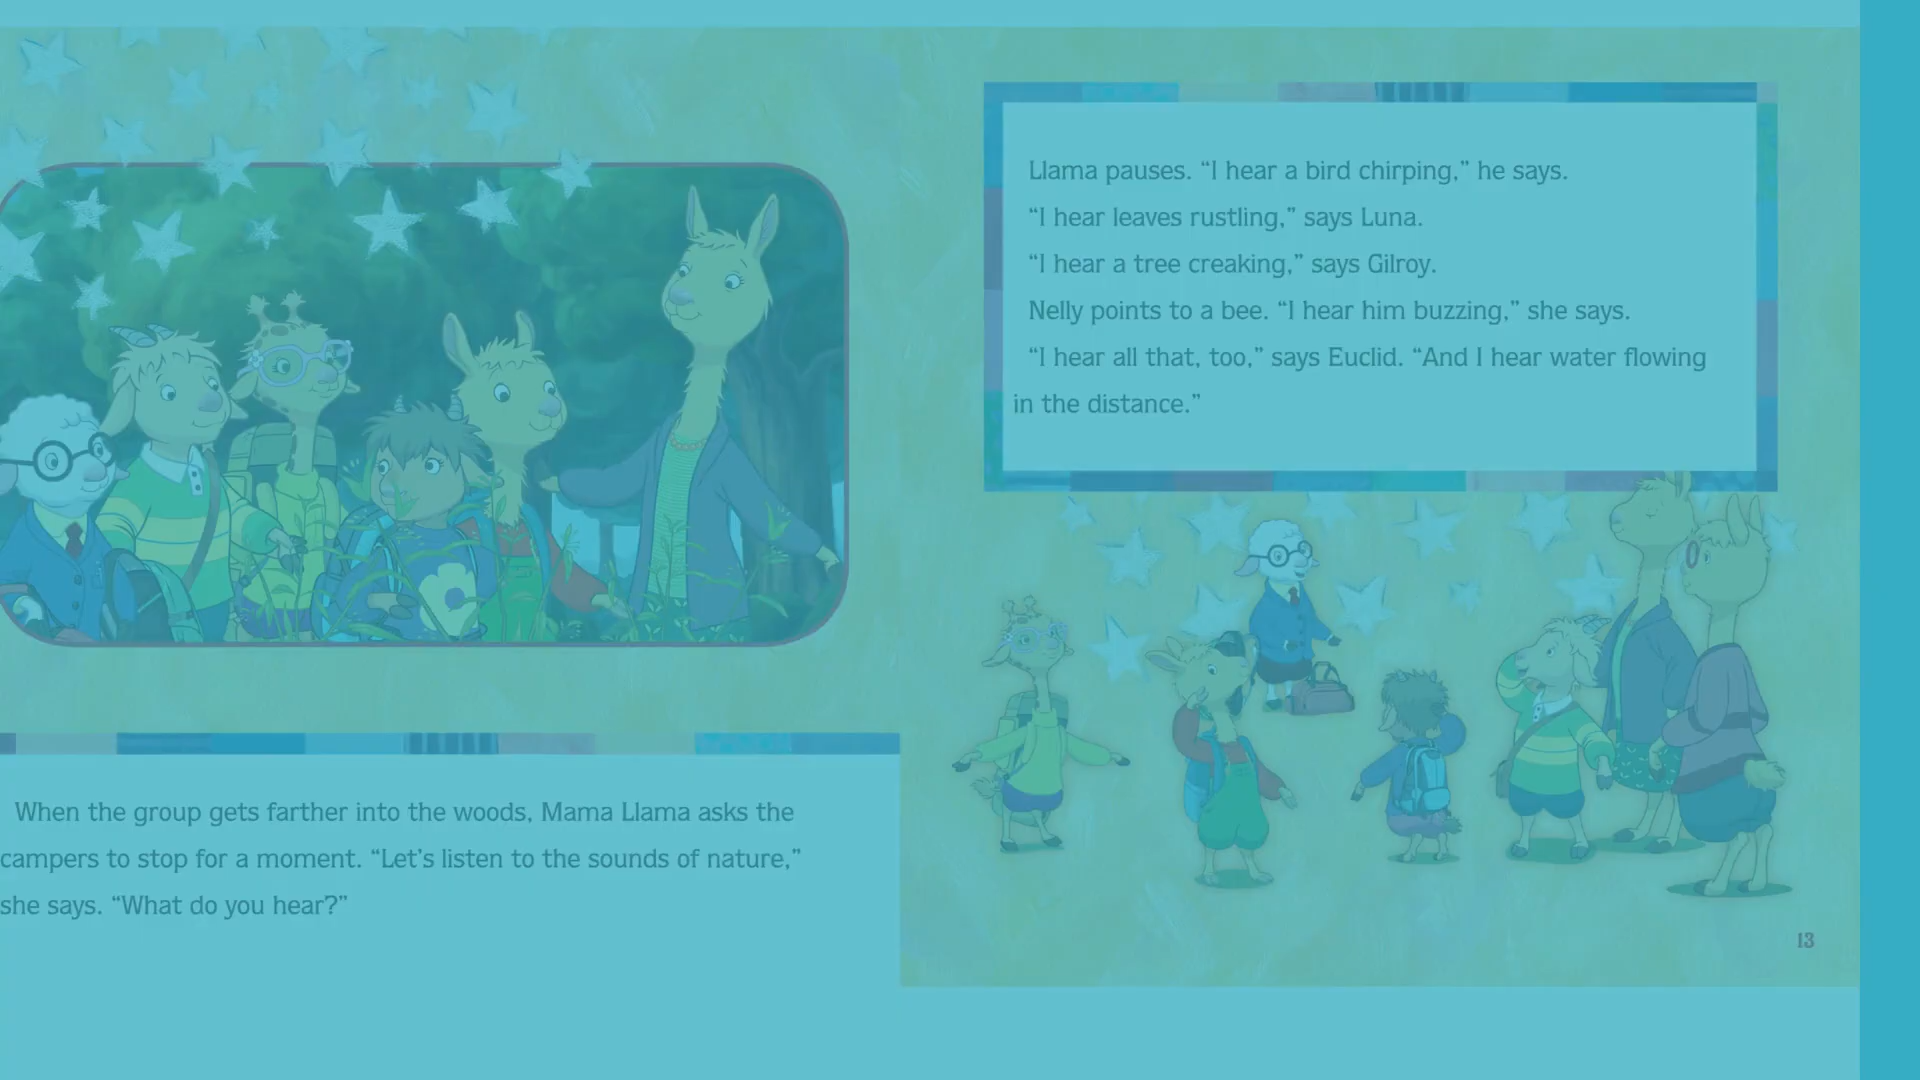 When the group gets farther into the woods, Mama Llama asks the
campers to stop for a moment. “Let’s listen to the sounds of nature,”
she says. “What do you hear?”
Llama pauses. “I hear a bird chirping,” he says.
“I hear leaves rustling,” says Luna.
“I hear a tree creaking,” says Gilroy.
Nelly points to a bee. “I hear him buzzing,” she says.
“I hear all that, too,” says Euclid. “And I hear water flowing
in the distance.”
13